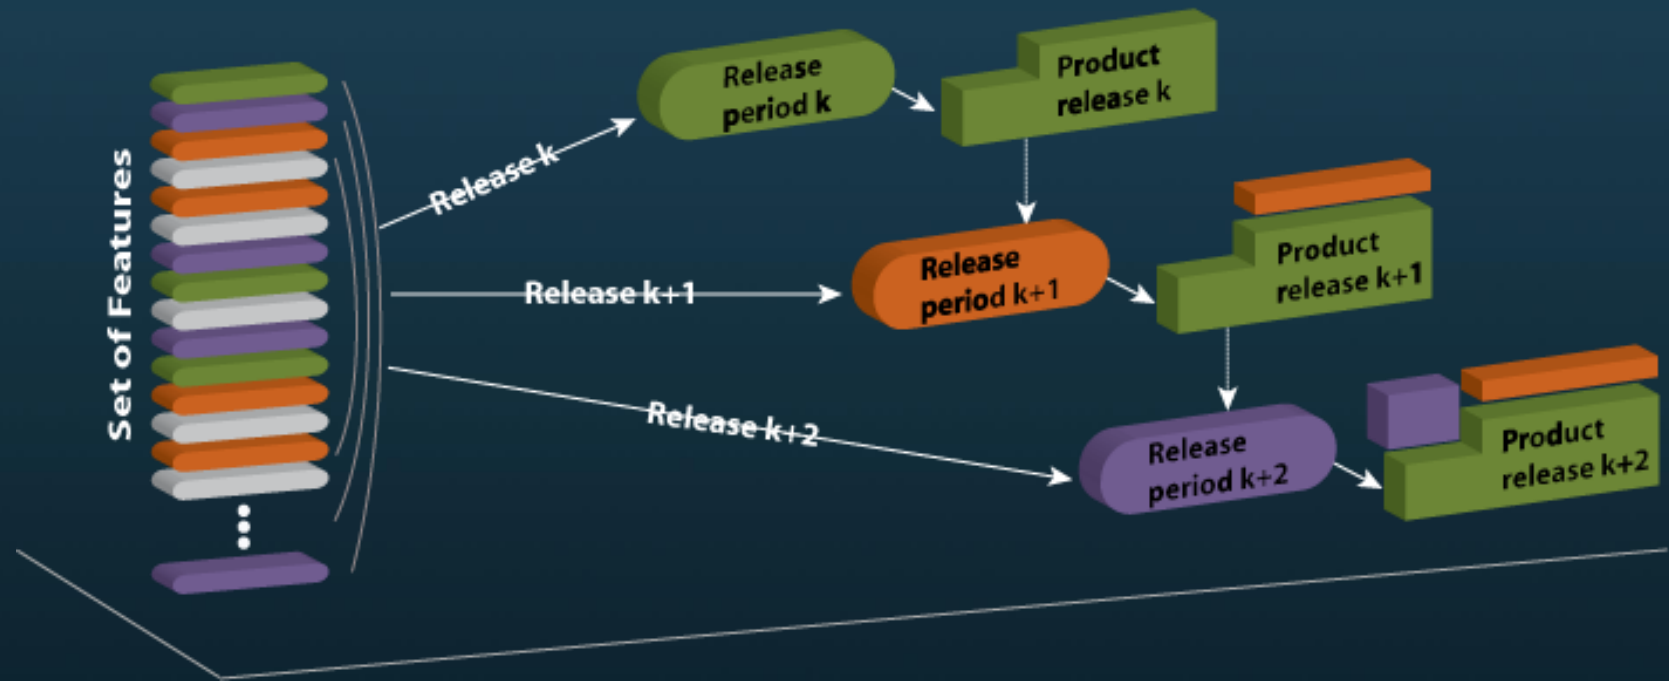 Set of Features
Release k
Release
period k
Product
release k
Release k+1
Release
period k+1
Product
release k+1
Release k+2
Release
period k+2
Product
release k+2